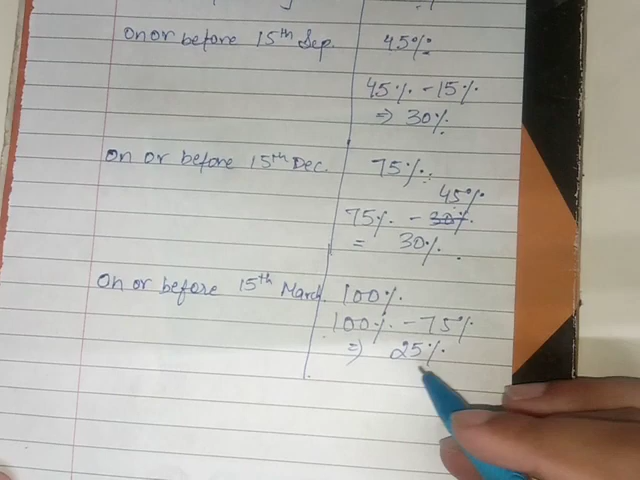 On or before 15th Sep. 45%
45% - 15%
⇒ 30%
On or before 15th Dec. 75%.
45%
75% - 30%.
= 30%.
On or before 15th March. 100%.
100% - 75%
⇒ 25%.